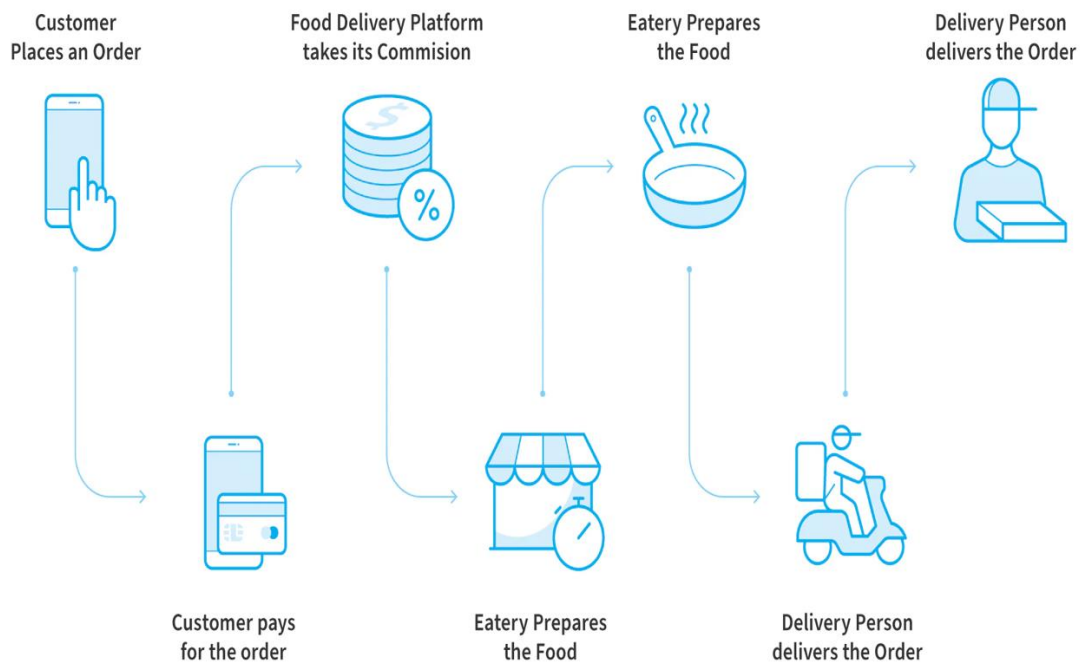 Customer
Places an Order
Food Delivery Platform
takes its Commision
Eatery Prepares
the Food
Delivery Person
delivers the Order
$
%
Customer pays
for the order
Eatery Prepares
the Food
Delivery Person
delivers the Order